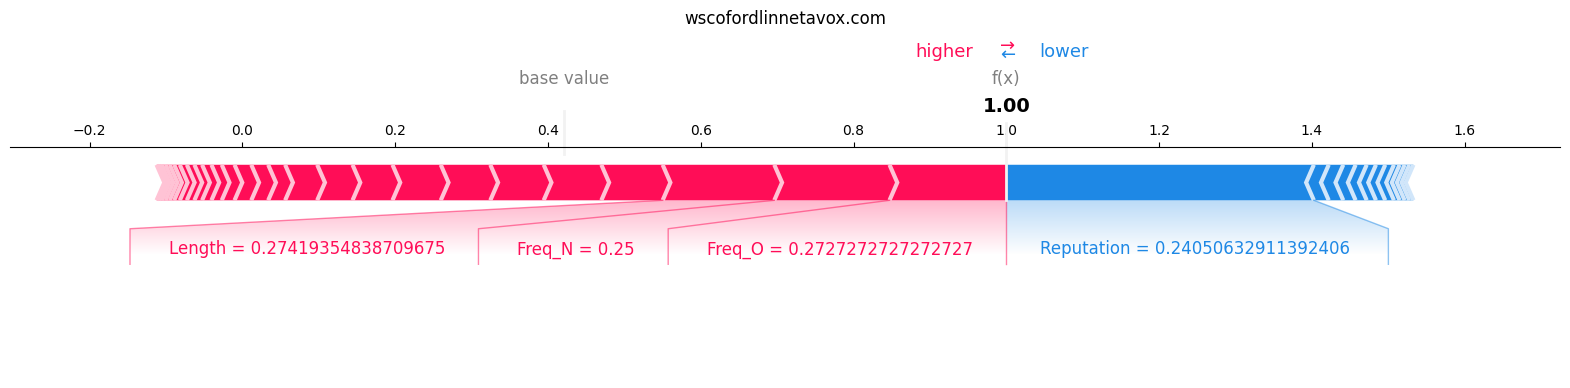 wscofordlinnetavox.com
higher → ← lower
base value f(x)
1.00
−0.2 0.0 0.2 0.4 0.6 0.8 1.0 1.2 1.4 1.6
Length = 0.27419354838709675 Freq_N = 0.25 Freq_O = 0.2727272727272727 Reputation = 0.24050632911392406